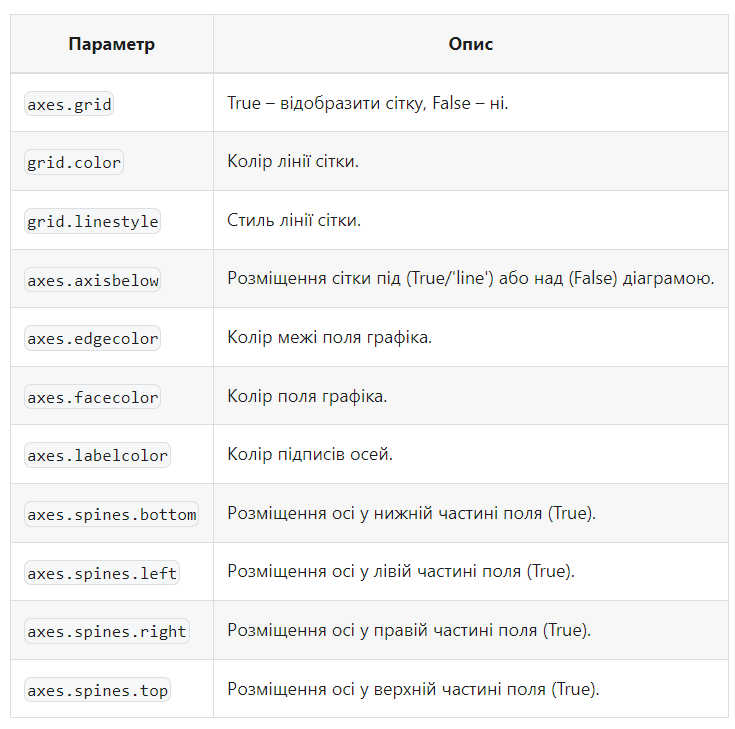 Параметр Опис
axes.grid True – відобразити сітку, False – ні.
grid.color Колір лінії сітки.
grid.linestyle Стиль лінії сітки.
axes.axisbelow Розміщення сітки під (True/'line') або над (False) діаграмою.
axes.edgecolor Колір межі поля графіка.
axes.facecolor Колір поля графіка.
axes.labelcolor Колір підписів осей.
axes.spines.bottom Розміщення осі у нижній частині поля (True).
axes.spines.left Розміщення осі у лівій частині поля (True).
axes.spines.right Розміщення осі у правій частині поля (True).
axes.spines.top Розміщення осі у верхній частині поля (True).